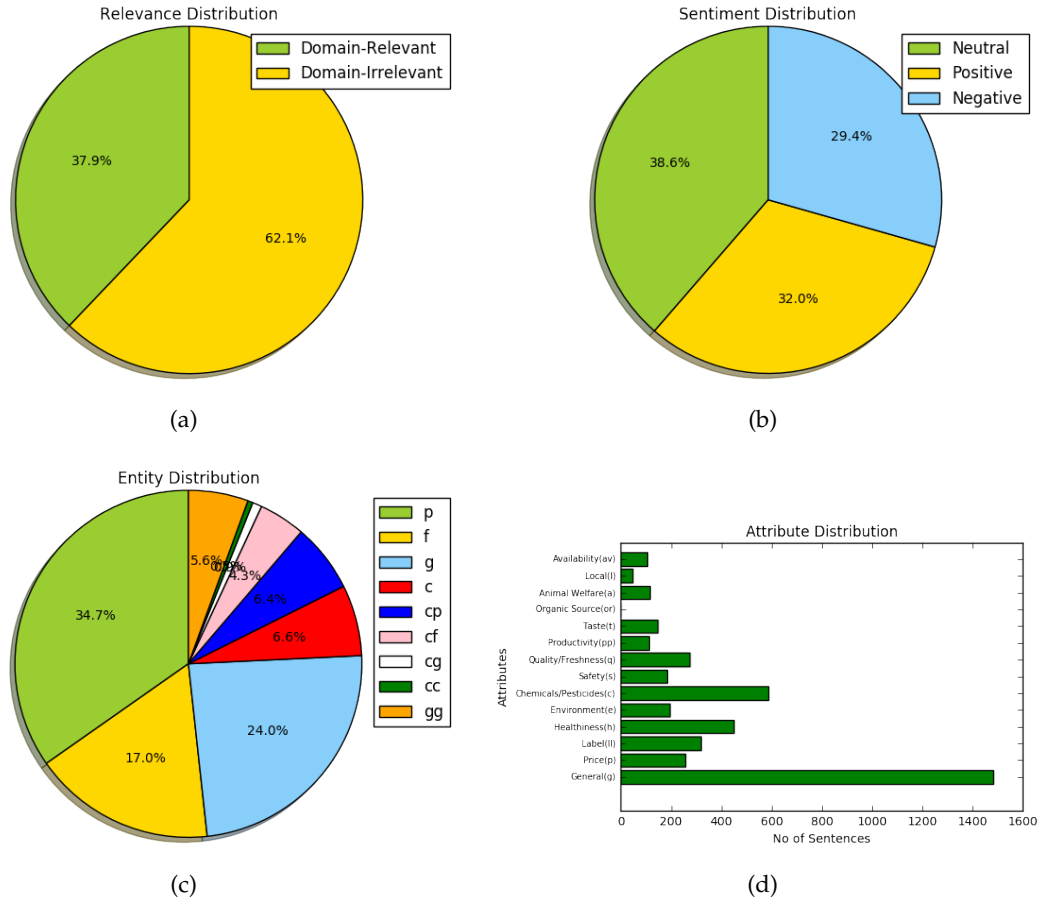 Relevance Distribution
Domain-Relevant
Domain-Irrelevant
37.9%
62.1%
(a)
Sentiment Distribution
Neutral
Positive
Negative
29.4%
38.6%
32.0%
(b)
Entity Distribution
p
f
g
c
cp
cf
cg
cc
gg
5.6%
4.3%
6.4%
34.7%
6.6%
24.0%
17.0%
(c)
Attribute Distribution
Attributes
Availability(av)
Local(l)
Animal Welfare(a)
Organic Source(or)
Taste(t)
Productivity(pp)
Quality/Freshness(q)
Safety(s)
Chemicals/Pesticides(c)
Environment(e)
Healthiness(h)
Label(ll)
Price(p)
General(g)
0 200 400 600 800 1000 1200 1400 1600
No of Sentences
(d)